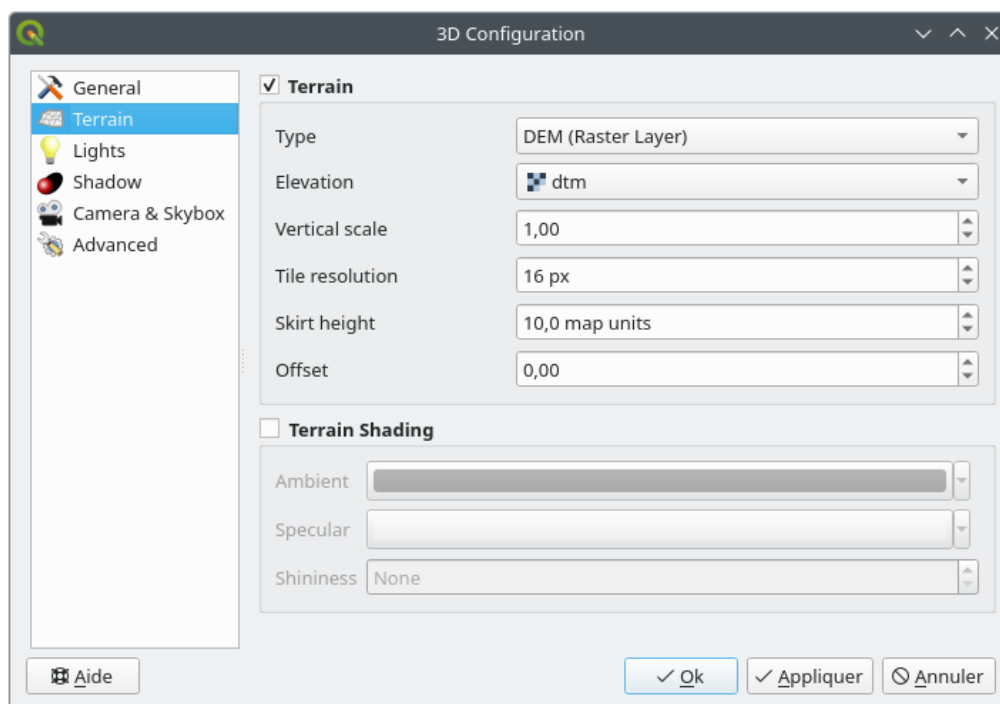 3D Configuration
General
Terrain
Lights
Shadow
Camera & Skybox
Advanced
Terrain
Type DEM (Raster Layer)
Elevation dtm
Vertical scale 1,00
Tile resolution 16 px
Skirt height 10,0 map units
Offset 0,00
Terrain Shading
Ambient
Specular
Shininess None
Aide Ok Appliquer Annuler